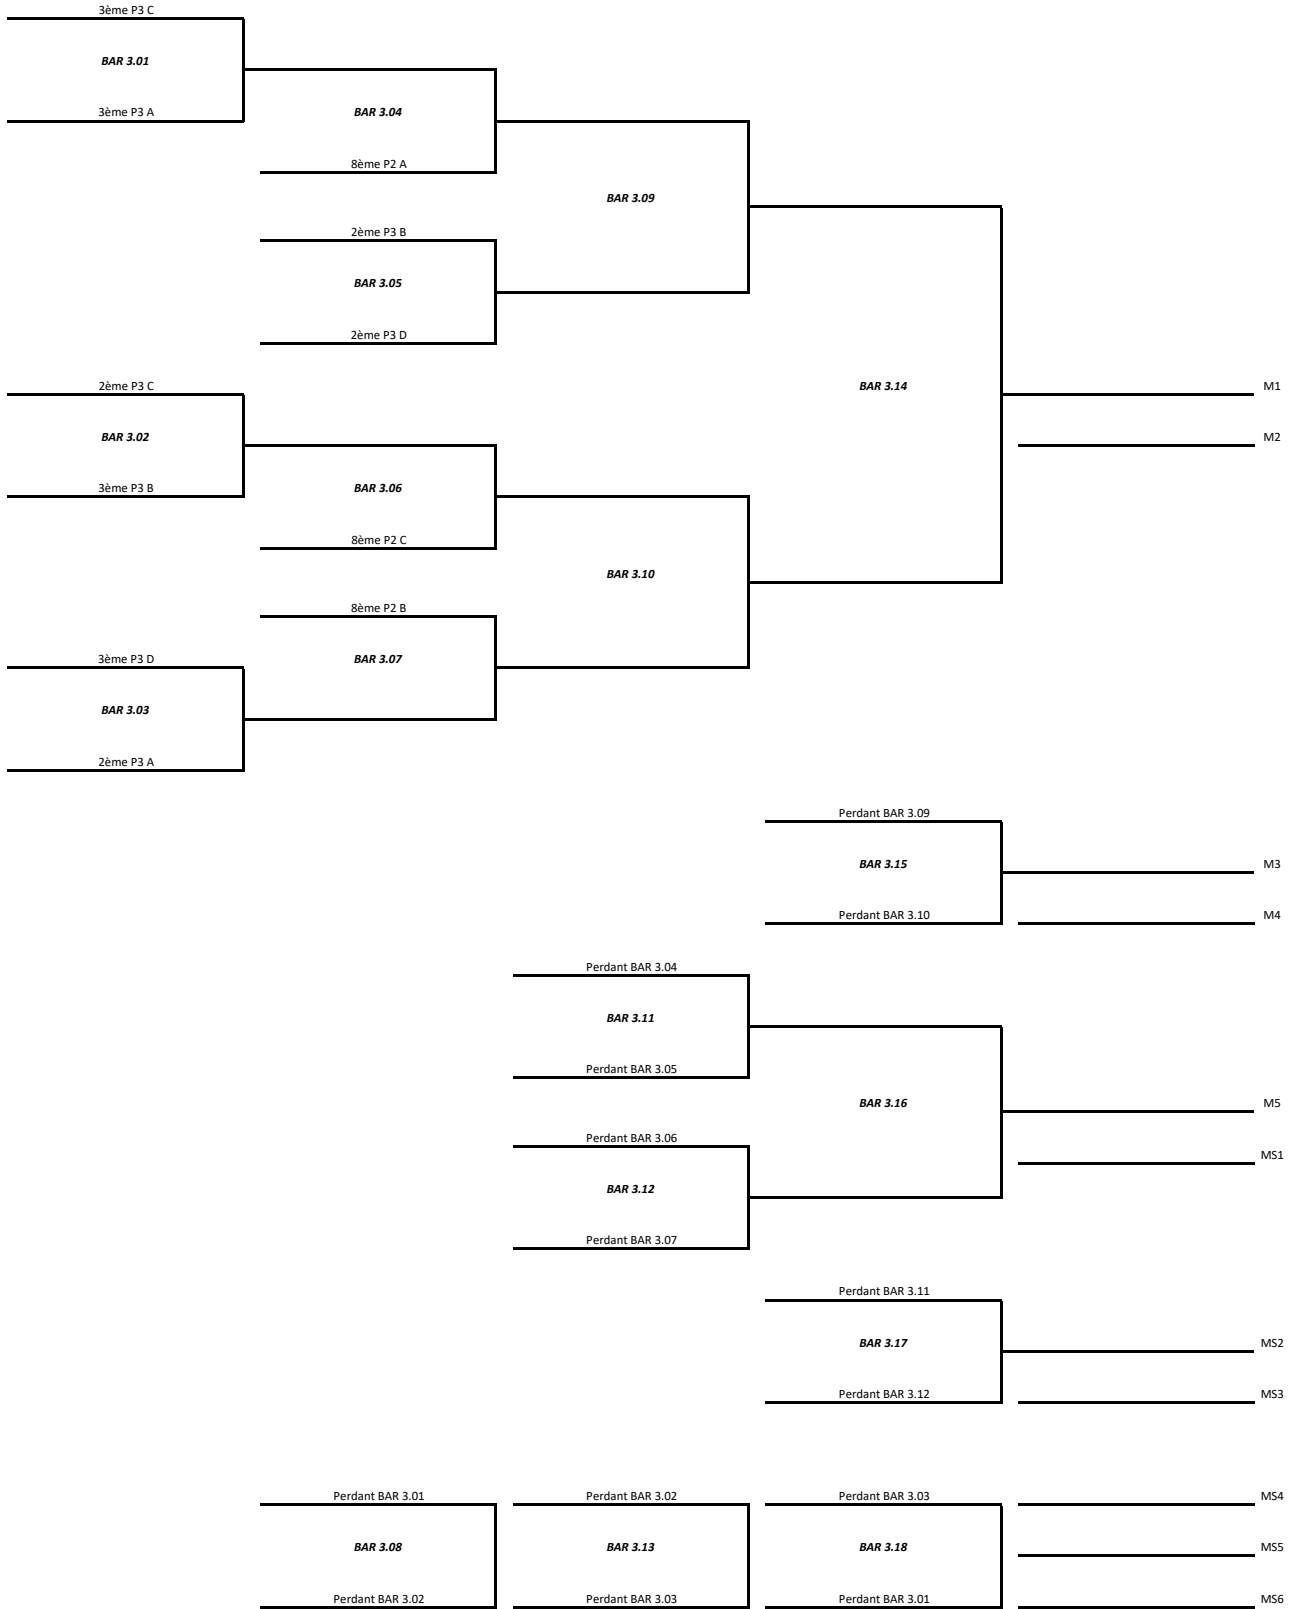 3ème P3 C
BAR 3.01
3ème P3 A
BAR 3.04
8ème P2 A
BAR 3.09
2ème P3 B
BAR 3.05
2ème P3 D
2ème P3 C
BAR 3.14
M1
BAR 3.02
M2
3ème P3 B
BAR 3.06
8ème P2 C
BAR 3.10
8ème P2 B
3ème P3 D
BAR 3.07
BAR 3.03
2ème P3 A
Perdant BAR 3.09
BAR 3.15
M3
Perdant BAR 3.10
M4
Perdant BAR 3.04
BAR 3.11
Perdant BAR 3.05
BAR 3.16
M5
Perdant BAR 3.06
MS1
BAR 3.12
Perdant BAR 3.07
Perdant BAR 3.11
BAR 3.17
MS2
Perdant BAR 3.12
MS3
Perdant BAR 3.01
Perdant BAR 3.02
Perdant BAR 3.03
MS4
BAR 3.08
BAR 3.13
BAR 3.18
MS5
Perdant BAR 3.02
Perdant BAR 3.03
Perdant BAR 3.01
MS6